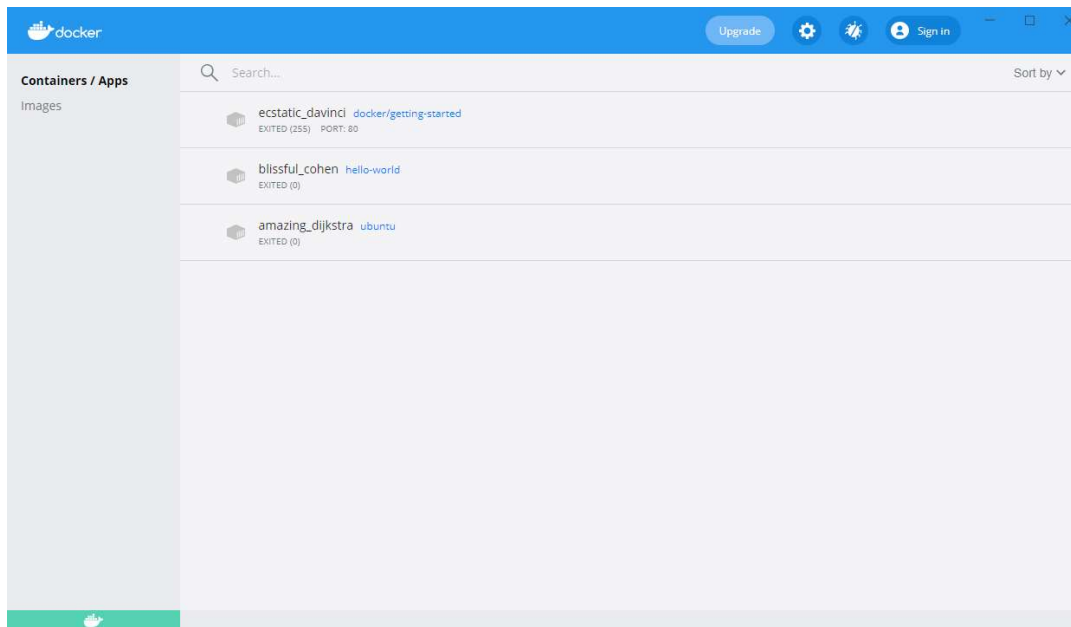 docker
Upgrade
Sign in
Containers / Apps
Images
Search...
Sort by
ecstatic_davinci docker/getting-started
EXITED (255) PORT: 80
blissful_cohen hello-world
EXITED (0)
amazing_dijkstra ubuntu
EXITED (0)